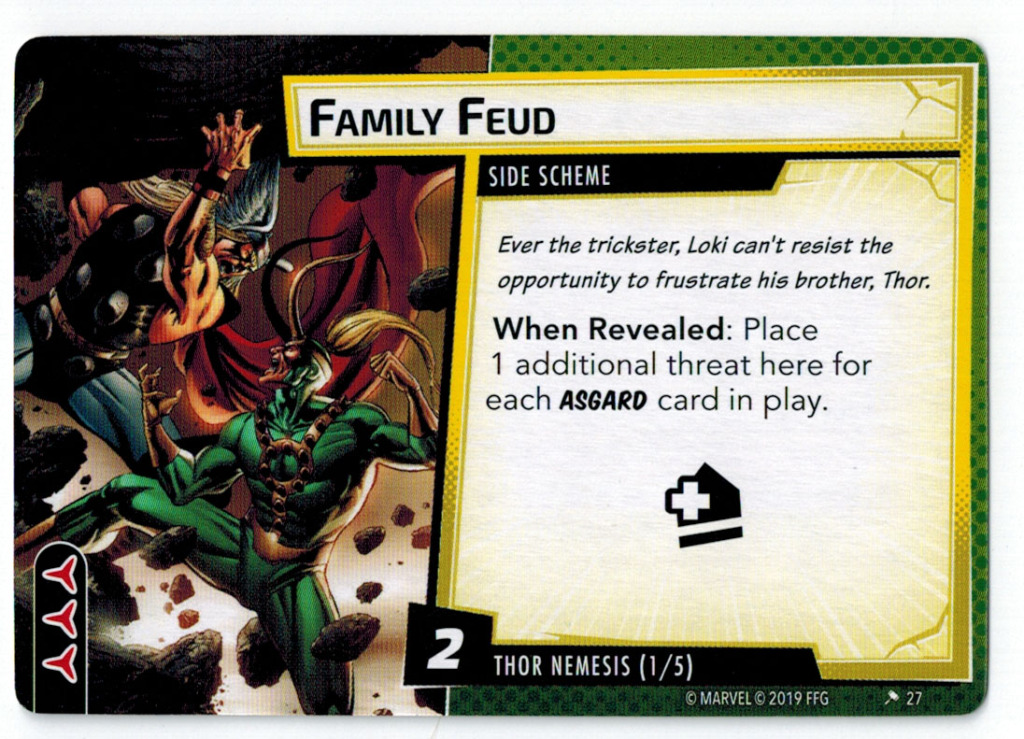 FAMILY FEUD
SIDE SCHEME
Ever the trickster, Loki can't resist the
opportunity to frustrate his brother, Thor.
When Revealed: Place
1 additional threat here for
each ASGARD card in play.
2
THOR NEMESIS (1/5)
© MARVEL © 2019 FFG
27